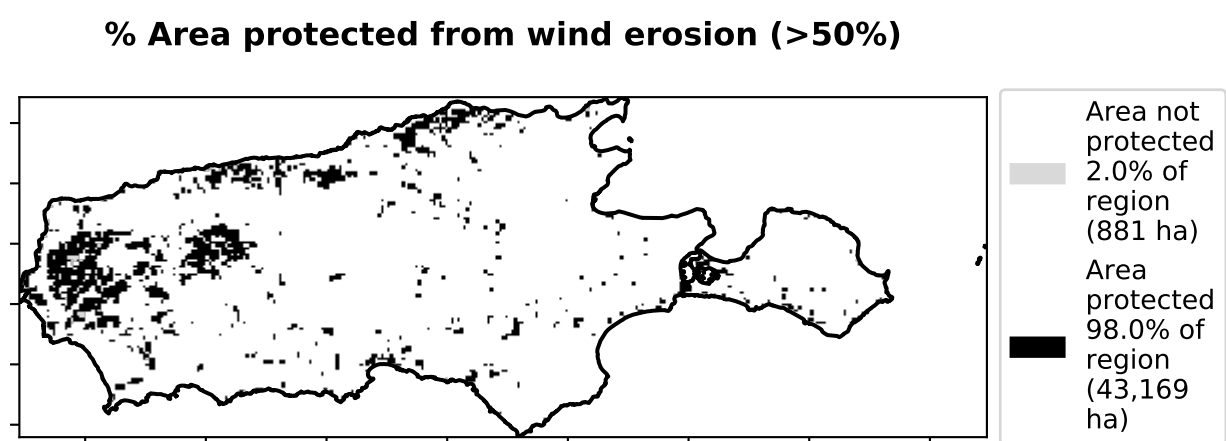 % Area protected from wind erosion (>50%)
Area not
protected
2.0% of
region
(881 ha)
Area
protected
98.0% of
region
(43,169
ha)